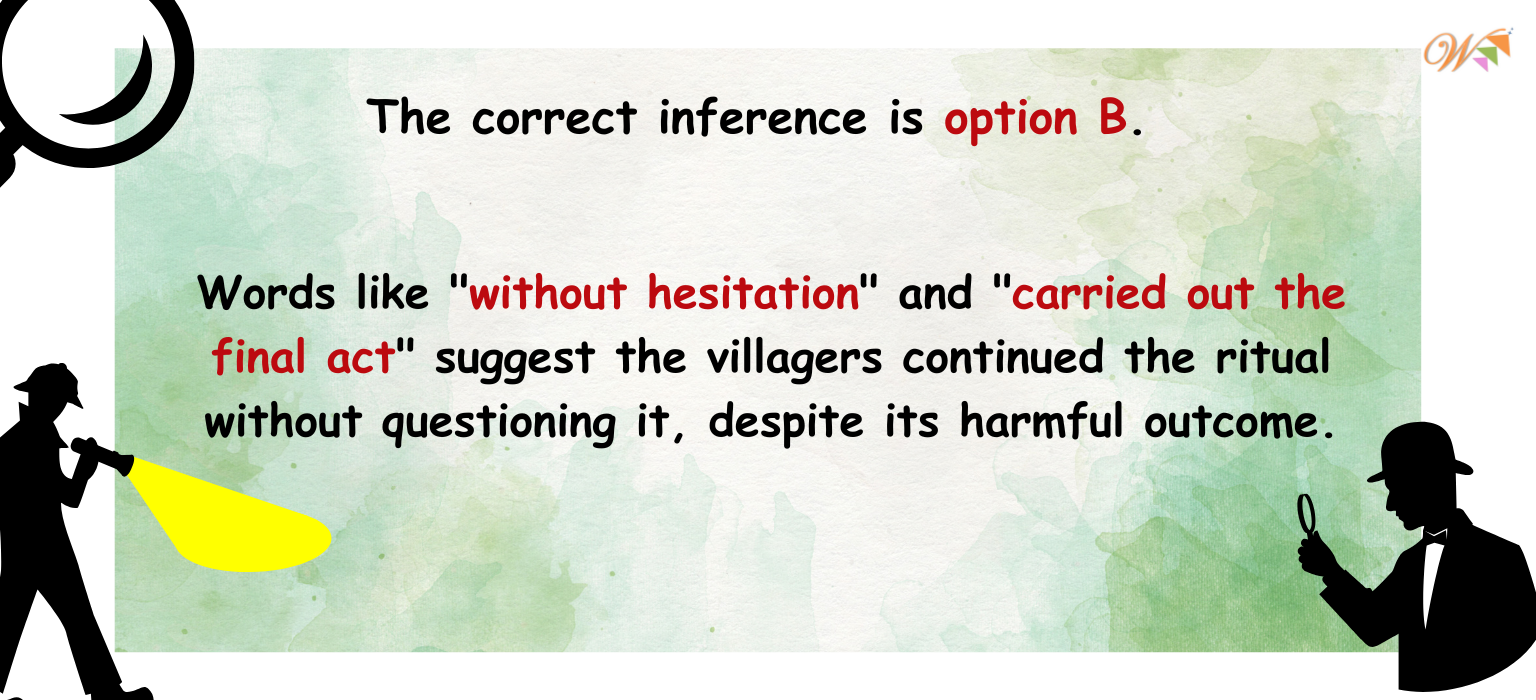 W
The correct inference is option B.
Words like "without hesitation" and "carried out the
final act" suggest the villagers continued the ritual
without questioning it, despite its harmful outcome.